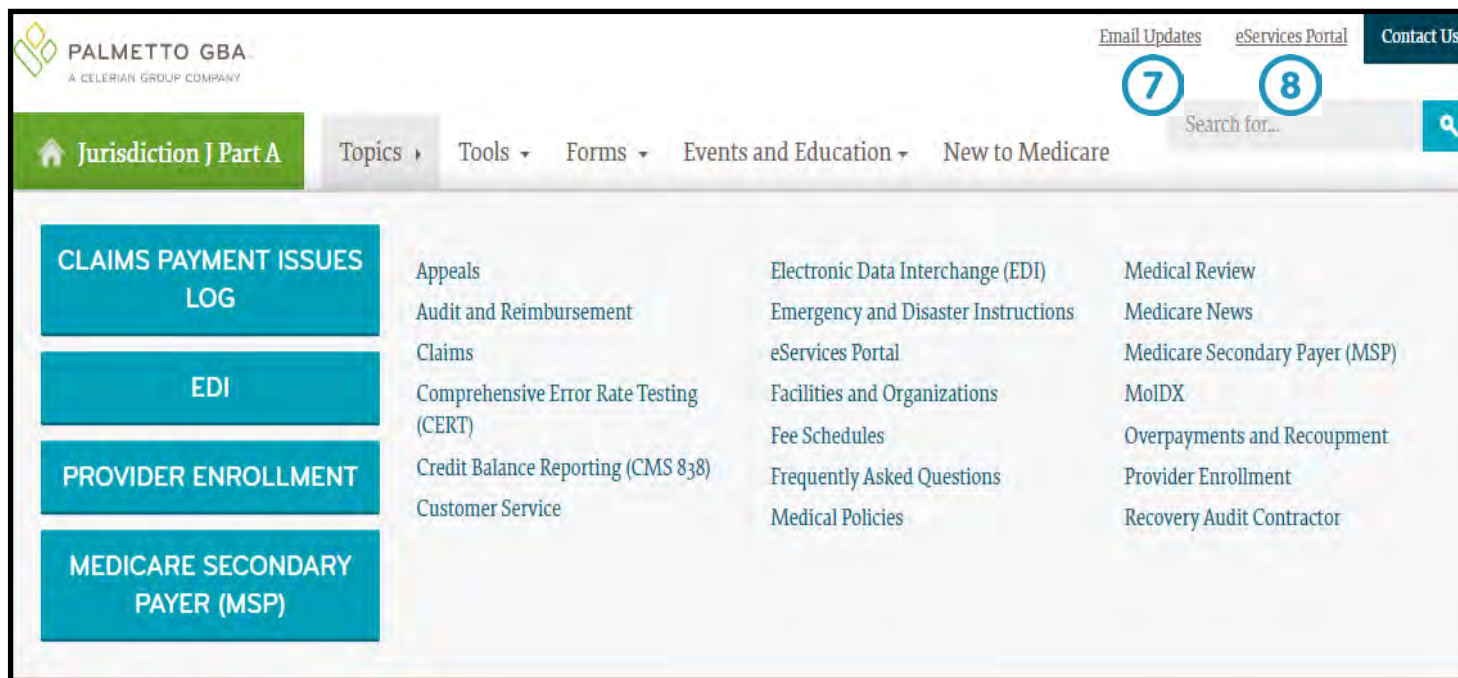 PALMETTO GBA
A CELERIAN GROUP COMPANY
Email Updates eServices Portal Contact Us
7 8
Search for...
Jurisdiction J Part A Topics Tools Forms Events and Education New to Medicare
CLAIMS PAYMENT ISSUES
LOG
EDI
PROVIDER ENROLLMENT
MEDICARE SECONDARY
PAYER (MSP)
Appeals
Audit and Reimbursement
Claims
Comprehensive Error Rate Testing
(CERT)
Credit Balance Reporting (CMS 838)
Customer Service
Electronic Data Interchange (EDI)
Emergency and Disaster Instructions
eServices Portal
Facilities and Organizations
Fee Schedules
Frequently Asked Questions
Medical Policies
Medical Review
Medicare News
Medicare Secondary Payer (MSP)
MolDX
Overpayments and Recoupment
Provider Enrollment
Recovery Audit Contractor